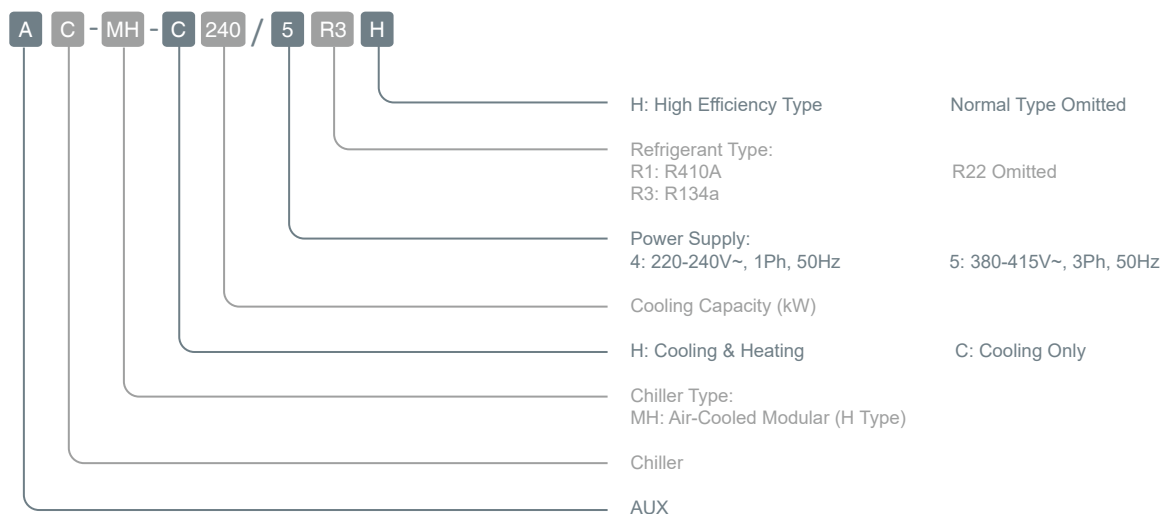 A C - MH - C 240 / 5 R3 H
H: High Efficiency Type Normal Type Omitted
Refrigerant Type:
R1: R410A R22 Omitted
R3: R134a
Power Supply:
4: 220-240V~, 1Ph, 50Hz 5: 380-415V~, 3Ph, 50Hz
Cooling Capacity (kW)
H: Cooling & Heating C: Cooling Only
Chiller Type:
MH: Air-Cooled Modular (H Type)
Chiller
AUX